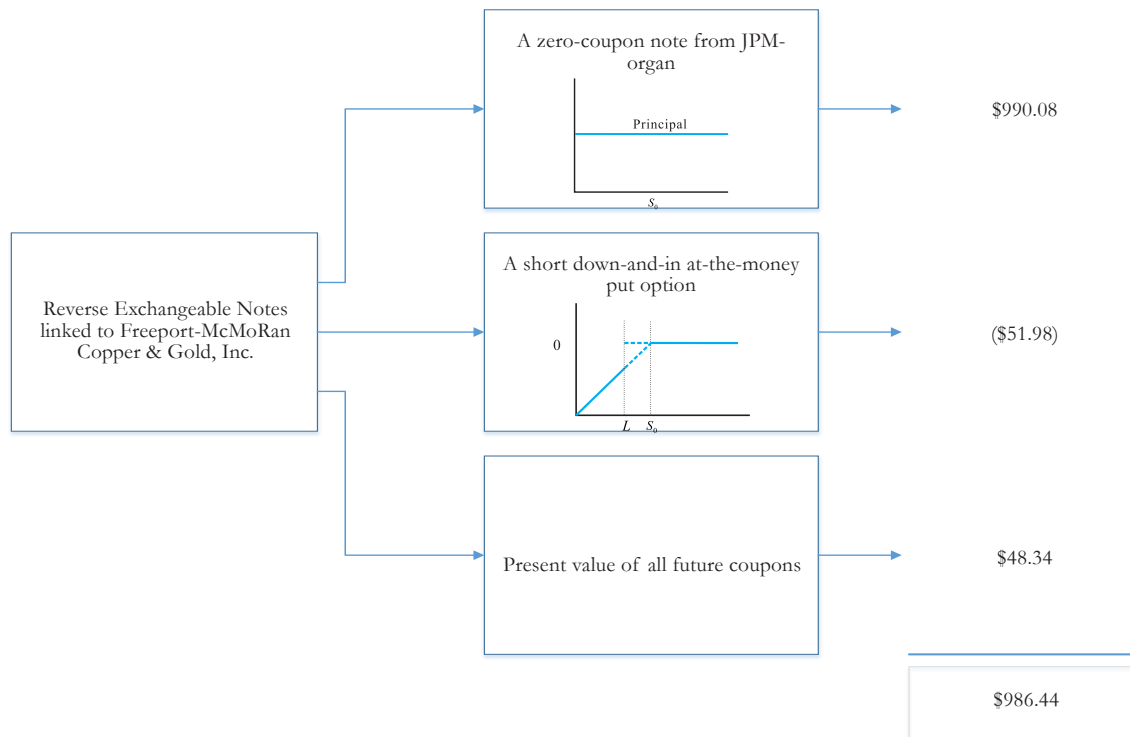 A zero-coupon note from JPM-
organ
Principal
S₀
$990.08
Reverse Exchangeable Notes
linked to Freeport-McMoRan
Copper & Gold, Inc.
A short down-and-in at-the-money
put option
0
L S₀
($51.98)
Present value of all future coupons
$48.34
$986.44